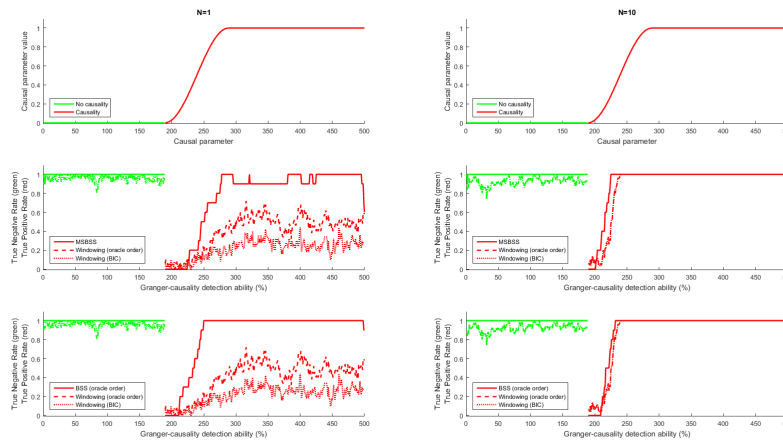 N=1
Causal parameter value
1
0.8
0.6
0.4
0.2
0
No causality
Causality
0 50 100 150 200 250 300 350 400 450 500
Causal parameter
True Negative Rate (green)
True Positive Rate (red)
1
0.8
0.6
0.4
0.2
0
MSBSS
Windowing (oracle order)
Windowing (BIC)
0 50 100 150 200 250 300 350 400 450 500
Granger-causality detection ability (%)
True Negative Rate (green)
True Positive Rate (red)
1
0.8
0.6
0.4
0.2
0
BSS (oracle order)
Windowing (oracle order)
Windowing (BIC)
0 50 100 150 200 250 300 350 400 450 500
Granger-causality detection ability (%)
N=10
Causal parameter value
1
0.8
0.6
0.4
0.2
0
No causality
Causality
0 50 100 150 200 250 300 350 400 450 500
Causal parameter
True Negative Rate (green)
True Positive Rate (red)
1
0.8
0.6
0.4
0.2
0
MSBSS
Windowing (oracle order)
Windowing (BIC)
0 50 100 150 200 250 300 350 400 450 500
Granger-causality detection ability (%)
True Negative Rate (green)
True Positive Rate (red)
1
0.8
0.6
0.4
0.2
0
BSS (oracle order)
Windowing (oracle order)
Windowing (BIC)
0 50 100 150 200 250 300 350 400 450 500
Granger-causality detection ability (%)